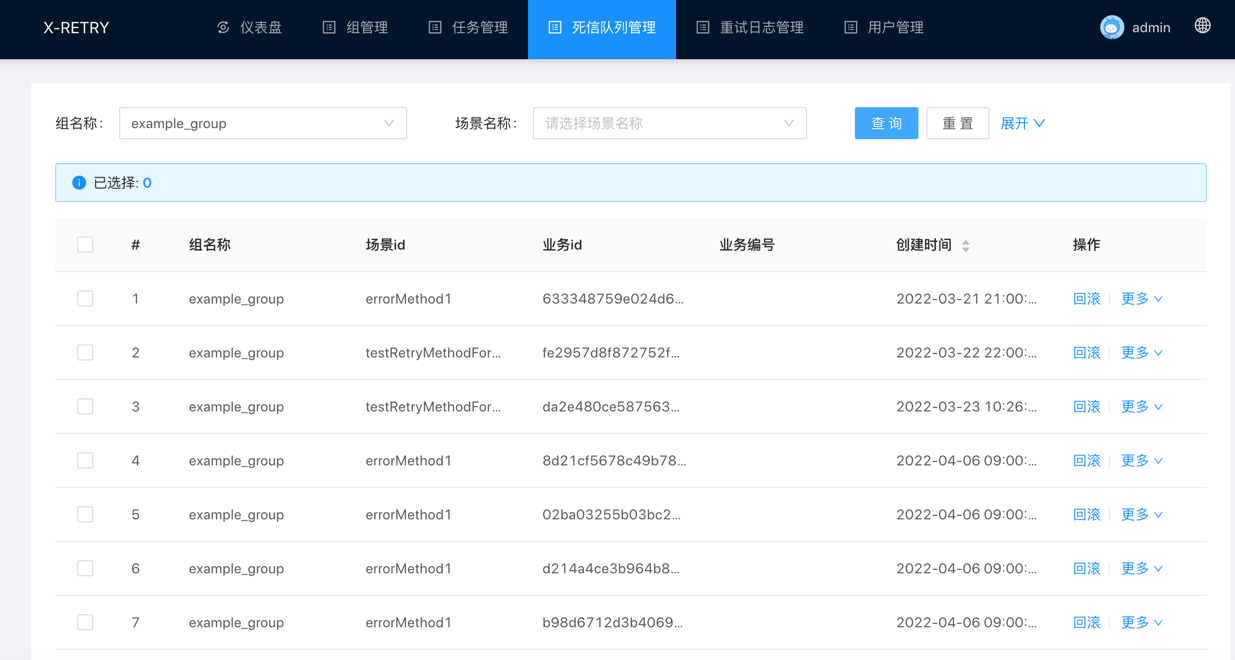 X-RETRY 仪表盘 组管理 任务管理 死信队列管理 重试日志管理 用户管理 admin
组名称: example_group 场景名称: 请选择场景名称 查 询 重 置 展开
已选择: 0
# 组名称 场景id 业务id 业务编号 创建时间 操作
1 example_group errorMethod1 633348759e024d6... 2022-03-21 21:00:... 回滚 更多
2 example_group testRetryMethodFor... fe2957d8f872752f... 2022-03-22 22:00:... 回滚 更多
3 example_group testRetryMethodFor... da2e480ce587563... 2022-03-23 10:26:... 回滚 更多
4 example_group errorMethod1 8d21cf5678c49b78... 2022-04-06 09:00:... 回滚 更多
5 example_group errorMethod1 02ba03255b03bc2... 2022-04-06 09:00:... 回滚 更多
6 example_group errorMethod1 d214a4ce3b964b8... 2022-04-06 09:00:... 回滚 更多
7 example_group errorMethod1 b98d6712d3b4069... 2022-04-06 09:00:... 回滚 更多